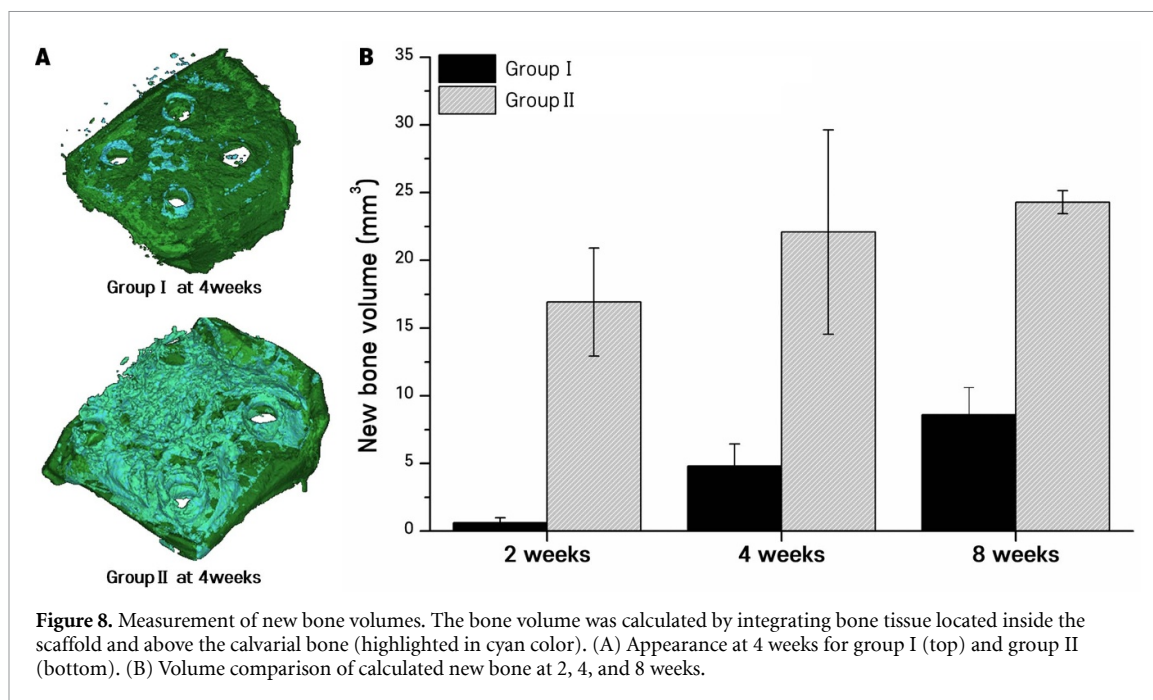 A
Group I at 4weeks
Group II at 4weeks
B
Group I
Group II
New bone volume (mm³)
35
30
25
20
15
10
5
0
2 weeks
4 weeks
8 weeks
Figure 8. Measurement of new bone volumes. The bone volume was calculated by integrating bone tissue located inside the
scaffold and above the calvarial bone (highlighted in cyan color). (A) Appearance at 4 weeks for group I (top) and group II
(bottom). (B) Volume comparison of calculated new bone at 2, 4, and 8 weeks.